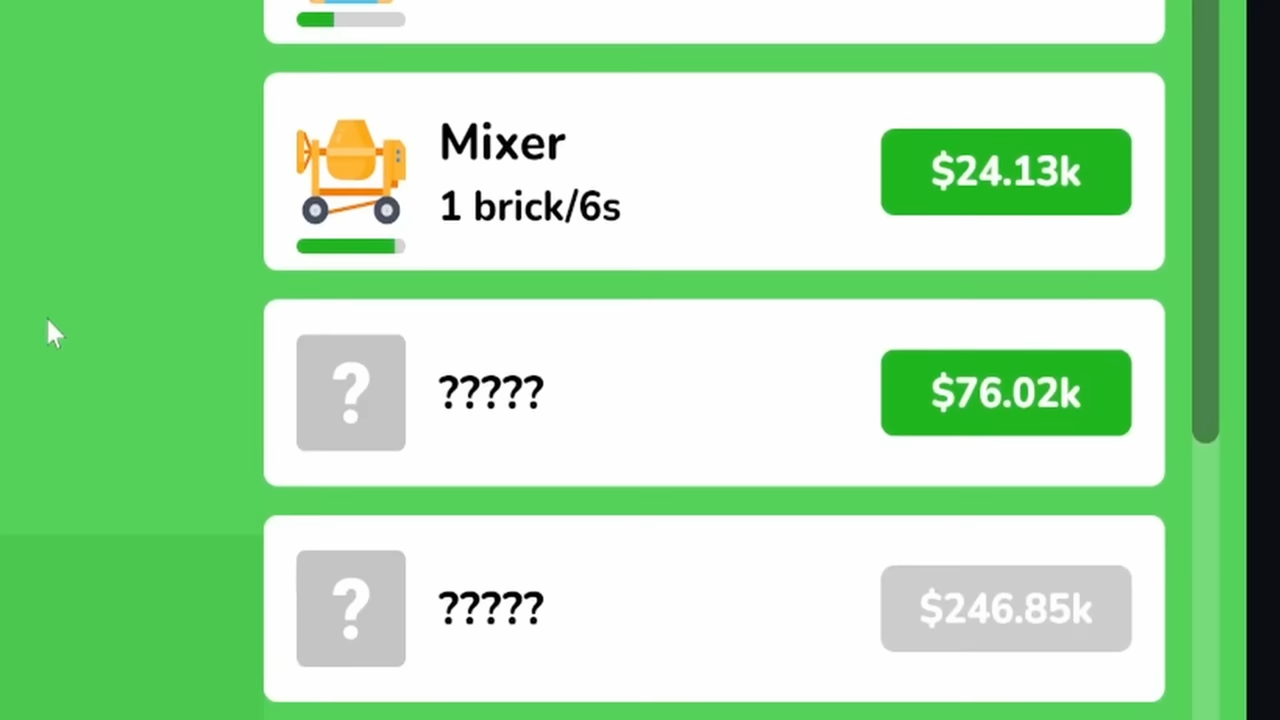 Mixer
1 brick/6s
$24.13k
?
?????
$76.02k
?
?????
$246.85k